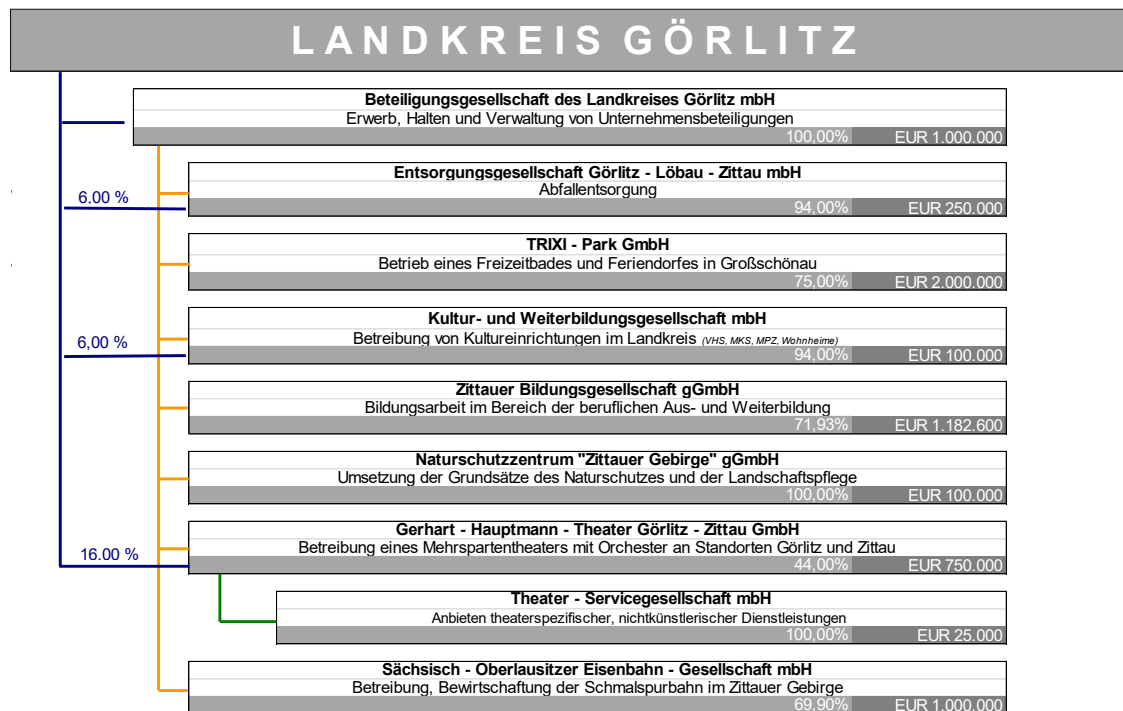 LANDKREIS GÖRLITZ
Beteiligungsgesellschaft des Landkreises Görlitz mbH
Erwerb, Halten und Verwaltung von Unternehmensbeteiligungen
100,00% EUR 1.000.000
Entsorgungsgesellschaft Görlitz - Löbau - Zittau mbH
Abfallentsorgung
6,00 %
94,00% EUR 250.000
TRIXI - Park GmbH
Betrieb eines Freizeitbades und Feriendorfes in Großschönau
75,00% EUR 2.000.000
Kultur- und Weiterbildungsgesellschaft mbH
Betreibung von Kultureinrichtungen im Landkreis (VHS, MKS, MPZ, Wohnheime)
6,00 %
94,00% EUR 100.000
Zittauer Bildungsgesellschaft gGmbH
Bildungsarbeit im Bereich der beruflichen Aus- und Weiterbildung
71,93% EUR 1.182.600
Naturschutzzentrum "Zittauer Gebirge" gGmbH
Umsetzung der Grundsätze des Naturschutzes und der Landschaftspflege
100,00% EUR 100.000
Gerhart - Hauptmann - Theater Görlitz - Zittau GmbH
Betreibung eines Mehrspartentheaters mit Orchester an Standorten Görlitz und Zittau
16.00 %
44,00% EUR 750.000
Theater - Servicegesellschaft mbH
Anbieten theaterspezifischer, nichtkünstlerischer Dienstleistungen
100,00% EUR 25.000
Sächsisch - Oberlausitzer Eisenbahn - Gesellschaft mbH
Betreibung, Bewirtschaftung der Schmalspurbahn im Zittauer Gebirge
69,90% EUR 1.000.000